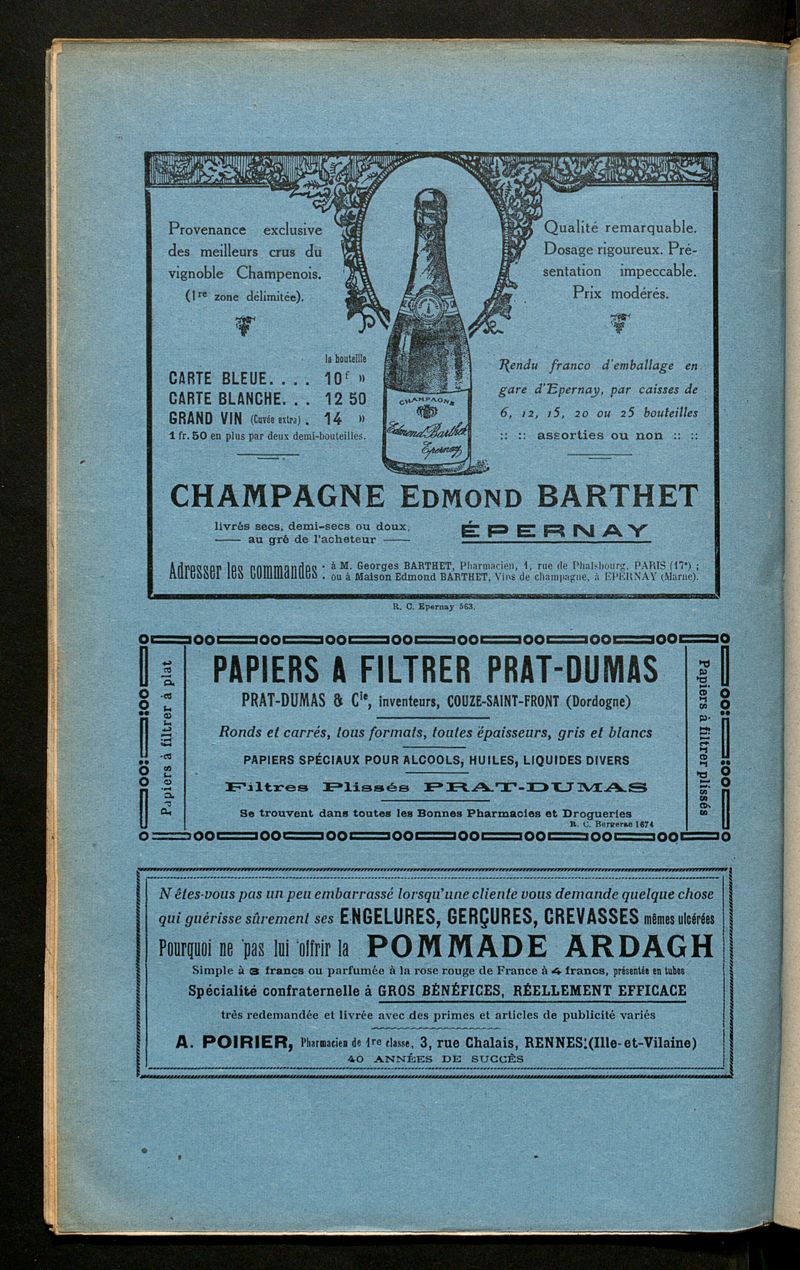 Provenance exclusive
des meilleurs crus du
vignoble Champenois.
(1re zone délimitée).
Qualité remarquable.
Dosage rigoureux. Pré-
sentation impeccable.
Prix modérés.
la bouteille
CARTE BLEUE. . . . 10f »
CARTE BLANCHE. . . 12 50
GRAND VIN (Cuvée extra) . 14 »
1 fr. 50 en plus par deux demi-bouteilles.
CHAMPAGNE
Edmond Barthet
Epernay
Rendu franco d'emballage en
gare d'Epernay, par caisses de
6, 12, 15, 20 ou 25 bouteilles
:: :: assorties ou non :: ::
CHAMPAGNE EDMOND BARTHET
livrés secs, demi-secs ou doux,
au gré de l'acheteur
ÉPERNAY
Adresser les commandes : à M. Georges BARTHET, Pharmacien, 1, rue de Phalsbourg, PARIS (17e) ;
ou à Maison Edmond BARTHET, Vins de champagne, à EPERNAY (Marne).
R. C. Epernay 563.
Papiers à filtrer à plat
PAPIERS A FILTRER PRAT-DUMAS
PRAT-DUMAS & Cie, inventeurs, COUZE-SAINT-FRONT (Dordogne)
Ronds et carrés, tous formats, toutes épaisseurs, gris et blancs
PAPIERS SPÉCIAUX POUR ALCOOLS, HUILES, LIQUIDES DIVERS
Filtres Plissés PRAT-DUMAS
Se trouvent dans toutes les Bonnes Pharmacies et Drogueries
R. C. Bergerac 1674
Papiers à filtrer plissés
N'êtes-vous pas un peu embarrassé lorsqu'une cliente vous demande quelque chose
qui guérisse sûrement ses ENGELURES, GERÇURES, CREVASSES mêmes ulcérées
Pourquoi ne pas lui offrir la POMMADE ARDAGH
Simple à 3 francs ou parfumée à la rose rouge de France à 4 francs, présentée en tubes
Spécialité confraternelle à GROS BÉNÉFICES, RÉELLEMENT EFFICACE
très redemandée et livrée avec des primes et articles de publicité variés
A. POIRIER, Pharmacien de 1re classe, 3, rue Chalais, RENNES:(Ille-et-Vilaine)
40 ANNÉES DE SUCCÈS